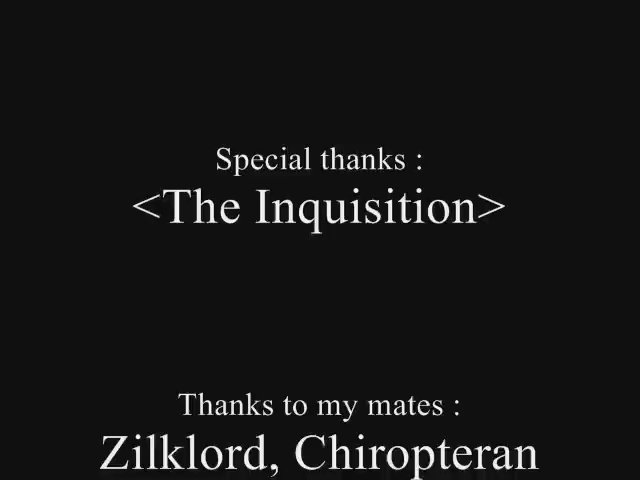 Special thanks :
<The Inquisition>
Thanks to my mates :
Zilklord, Chiropteran